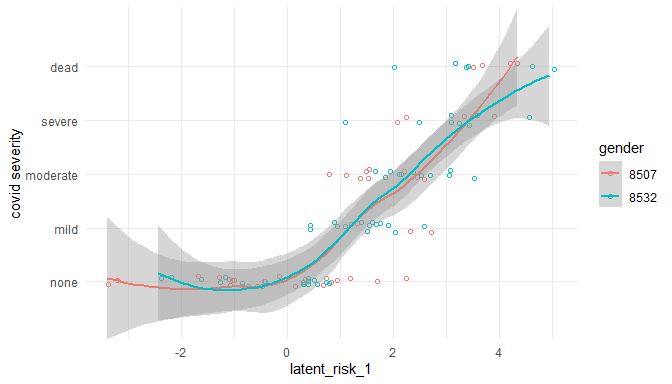 covid severity
dead
severe
moderate
mild
none
-2
0
2
4
latent_risk_1
gender
8507
8532